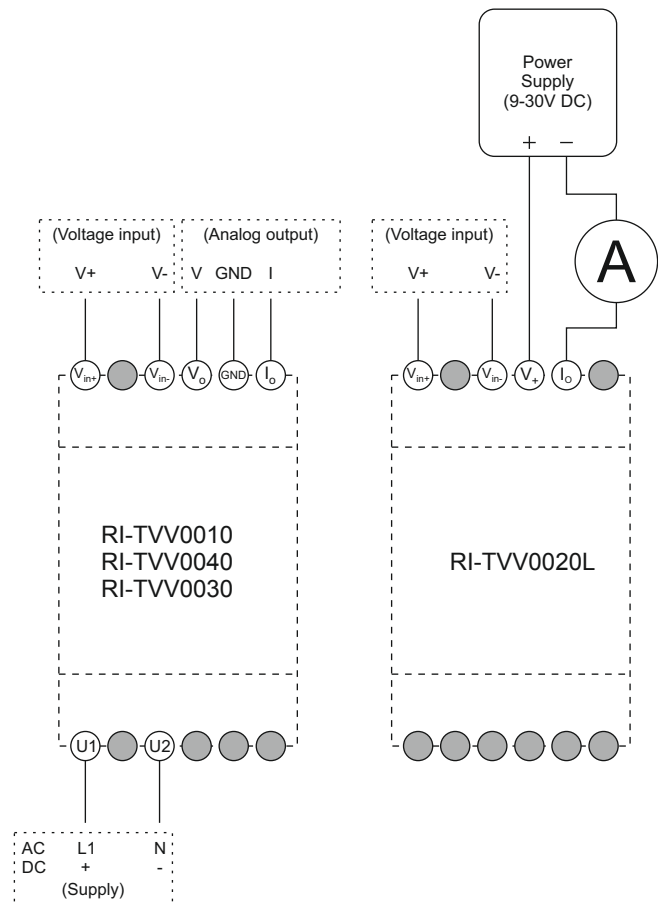 Power
Supply
(9-30V DC)
+ −
A
(Voltage input) (Analog output) (Voltage input)
V+ V- V GND I V+ V-
Vin+ Vin- Vo GND Io Vin+ Vin- V+ IO
RI-TVV0010
RI-TVV0040
RI-TVV0030
RI-TVV0020L
U1 U2
AC L1 N
DC + -
(Supply)